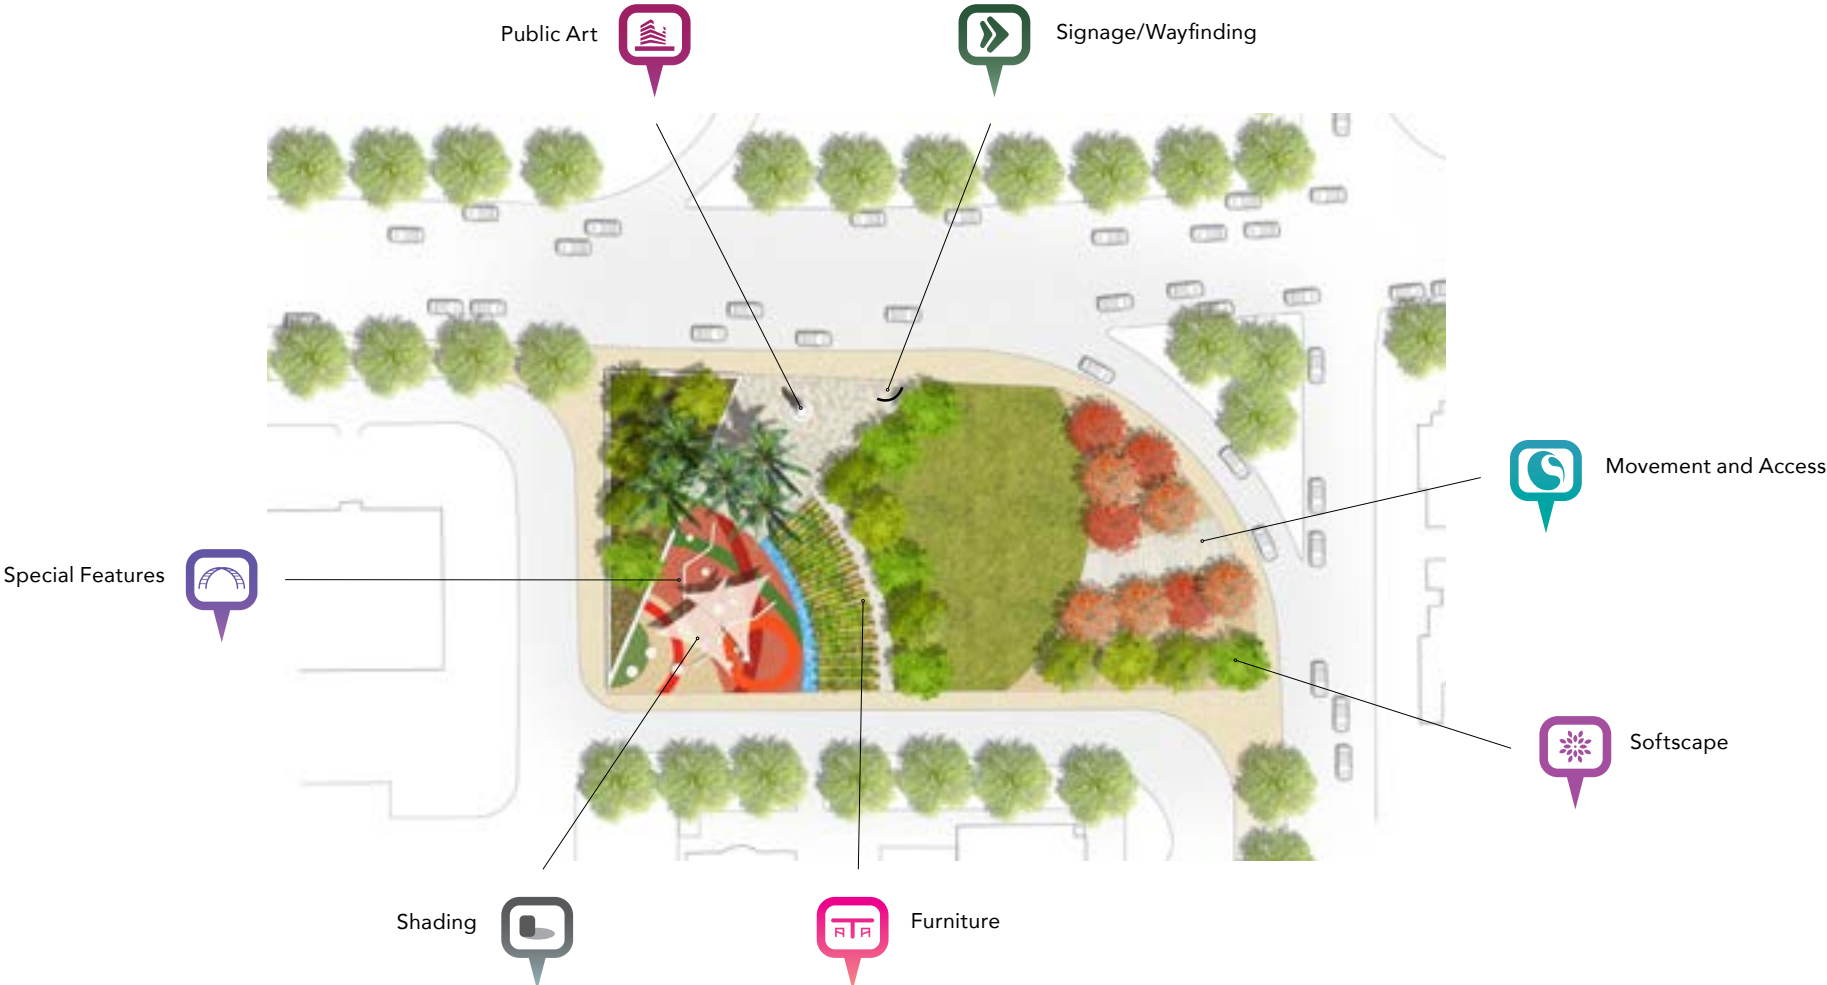 Public Art
Signage/Wayfinding
Movement and Access
Special Features
Softscape
Shading
Furniture